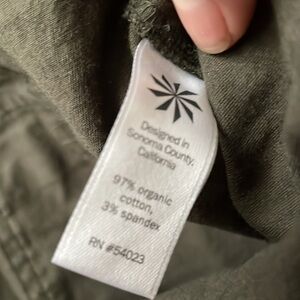 Designed in
Sonoma County,
California
97% organic
cotton,
3% spandex
RN #54023